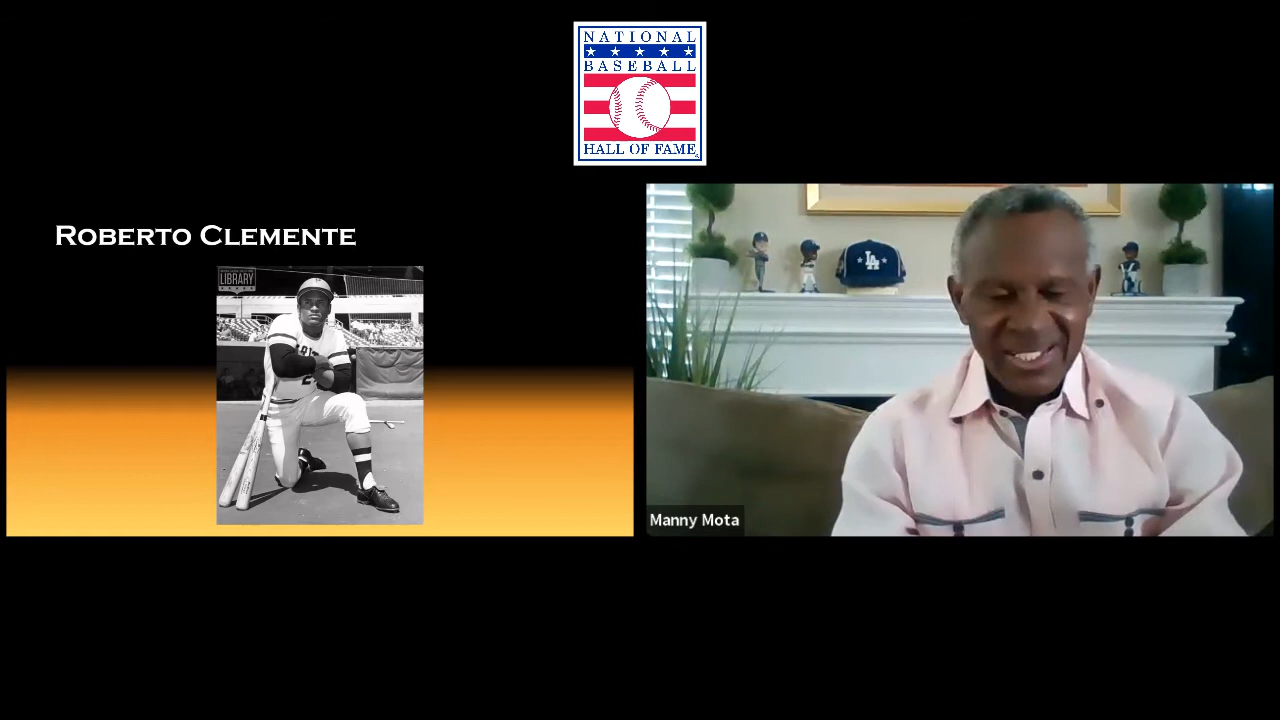 NATIONAL
BASEBALL
HALL OF FAME
ROBERTO CLEMENTE
LIBRARY
LA
Manny Mota